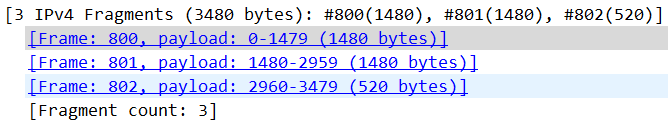 [3 IPv4 Fragments (3480 bytes): #800(1480), #801(1480), #802(520)]
[Frame: 800, payload: 0-1479 (1480 bytes)]
[Frame: 801, payload: 1480-2959 (1480 bytes)]
[Frame: 802, payload: 2960-3479 (520 bytes)]
[Fragment count: 3]